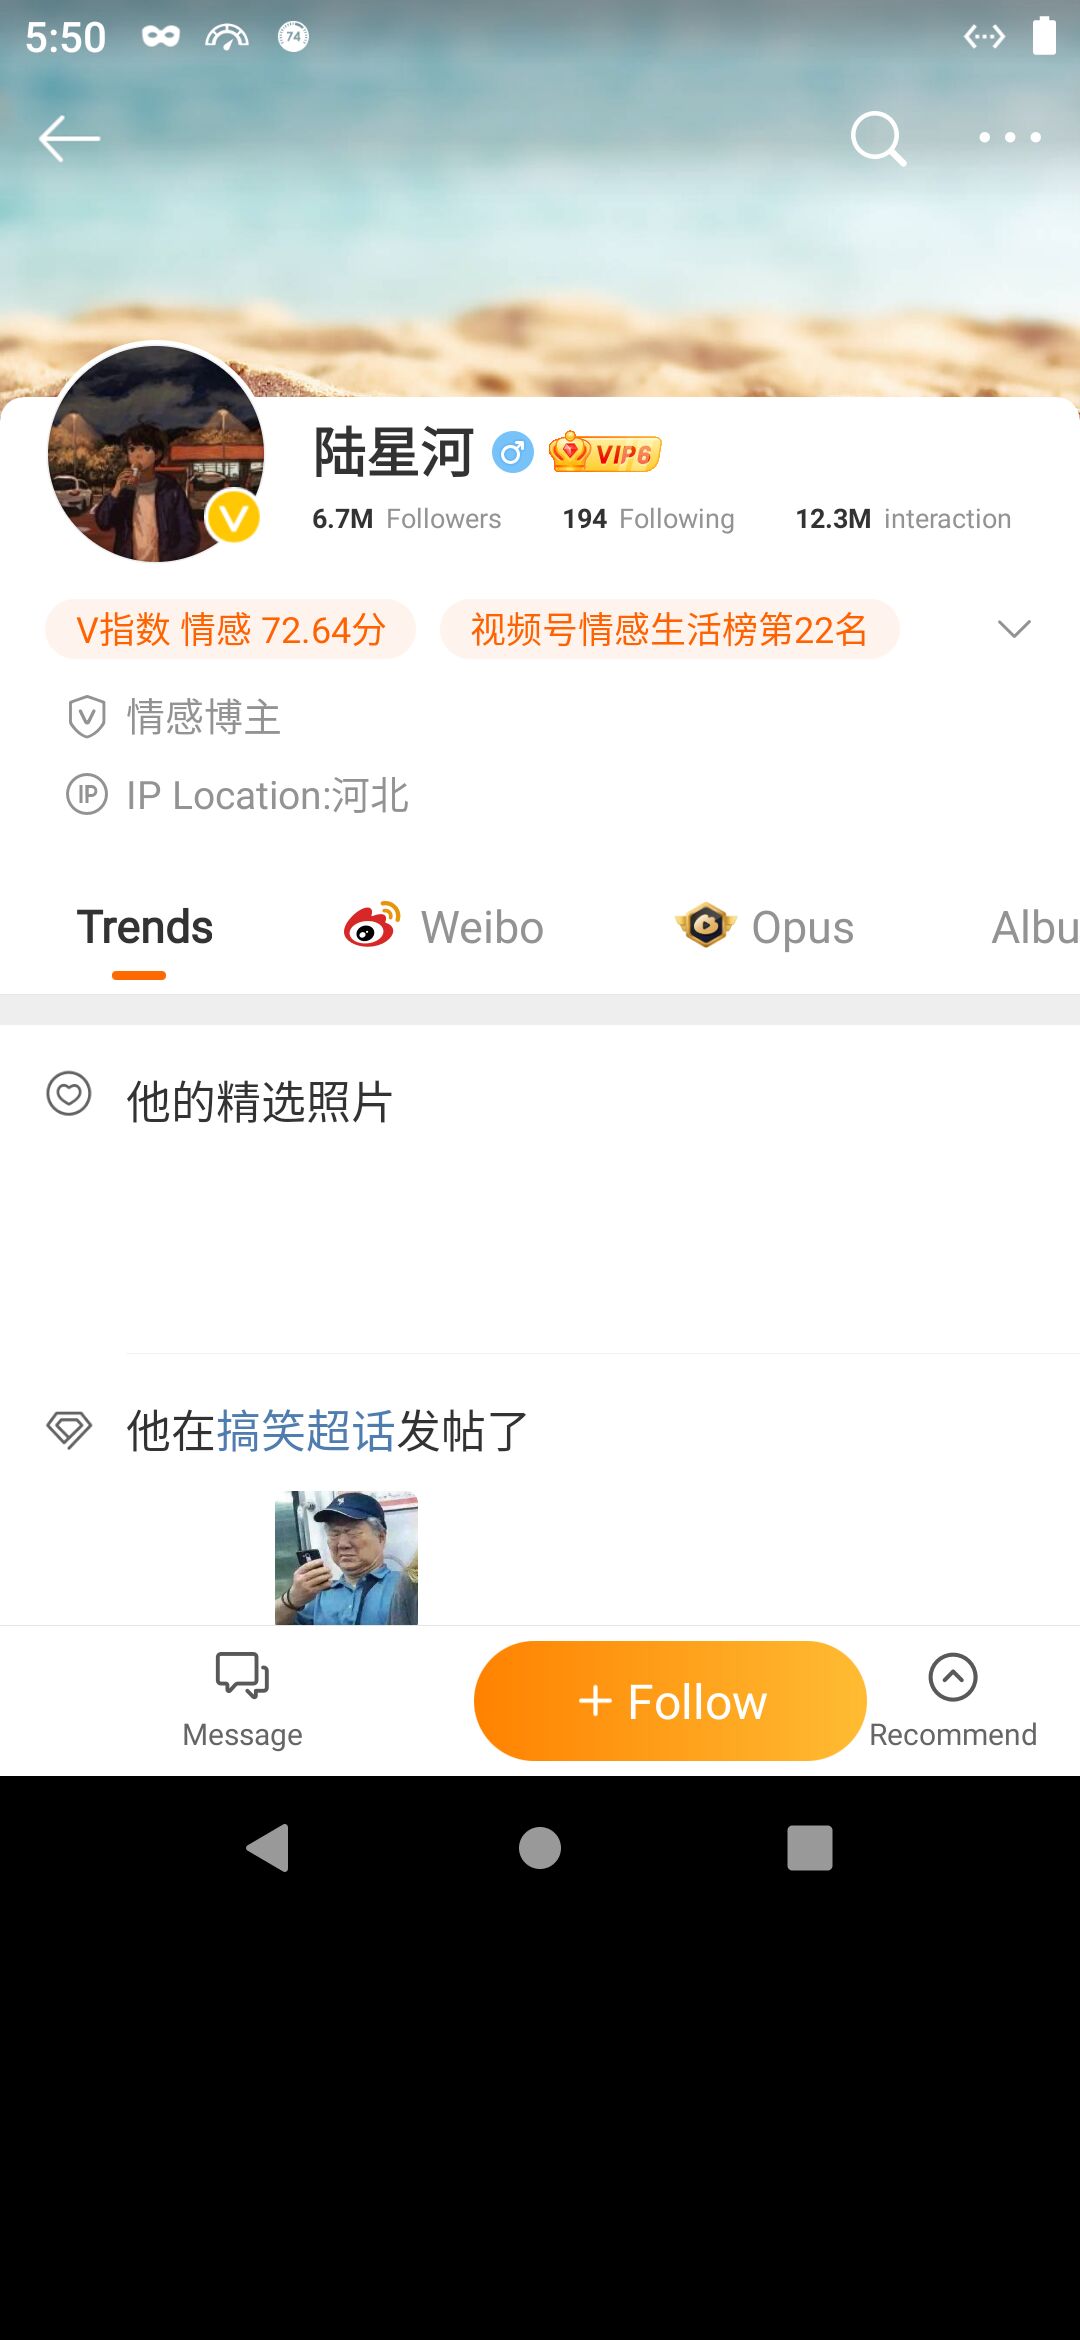 5:50
74
陆星河 VIP6
6.7M Followers 194 Following 12.3M interaction
V指数 情感 72.64分 视频号情感生活榜第22名
情感博主
IP IP Location:河北
Trends Weibo Opus Albu
他的精选照片
他在搞笑超话发帖了
Message + Follow Recommend